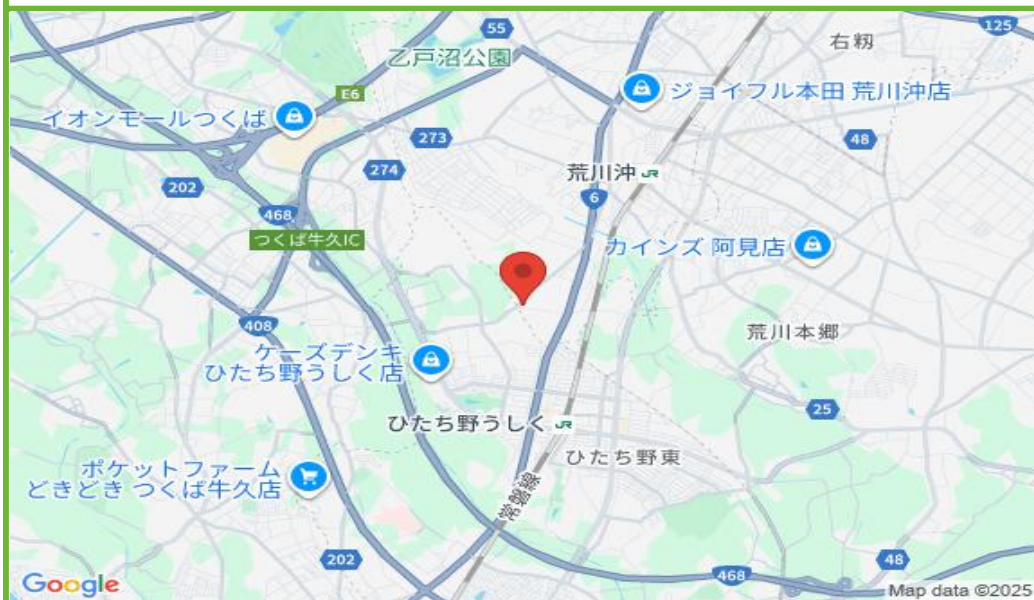 125
55
右籾
乙戸沼公園
E6
ジョイフル本田 荒川沖店
イオンモールつくば
273
48
274
荒川沖 JR
202
6
468
つくば牛久IC
カインズ 阿見店
408
荒川本郷
ケーズデンキ
ひたち野うしく店
25
ひたち野うしく JR
ひたち野東
ポケットファーム
どきどき つくば牛久店
常磐線
202
48
468
Google
Map data ©2025